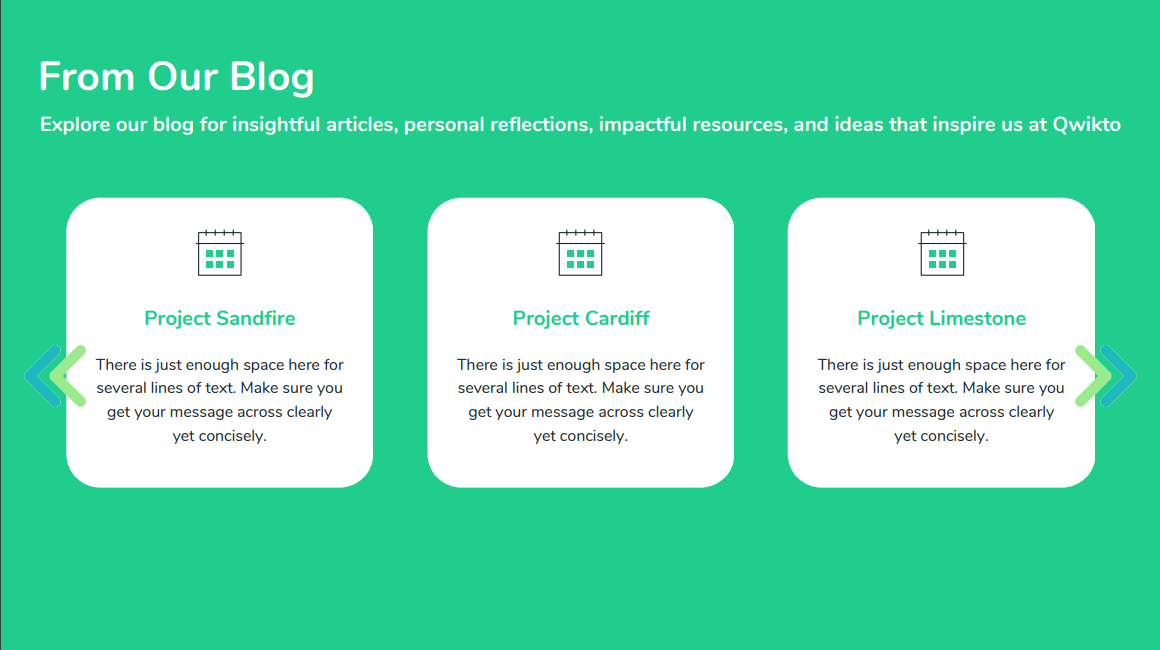 From Our Blog
Explore our blog for insightful articles, personal reflections, impactful resources, and ideas that inspire us at Qwikto
Project Sandfire
There is just enough space here for
several lines of text. Make sure you
get your message across clearly
yet concisely.
Project Cardiff
There is just enough space here for
several lines of text. Make sure you
get your message across clearly
yet concisely.
Project Limestone
There is just enough space here for
several lines of text. Make sure you
get your message across clearly
yet concisely.